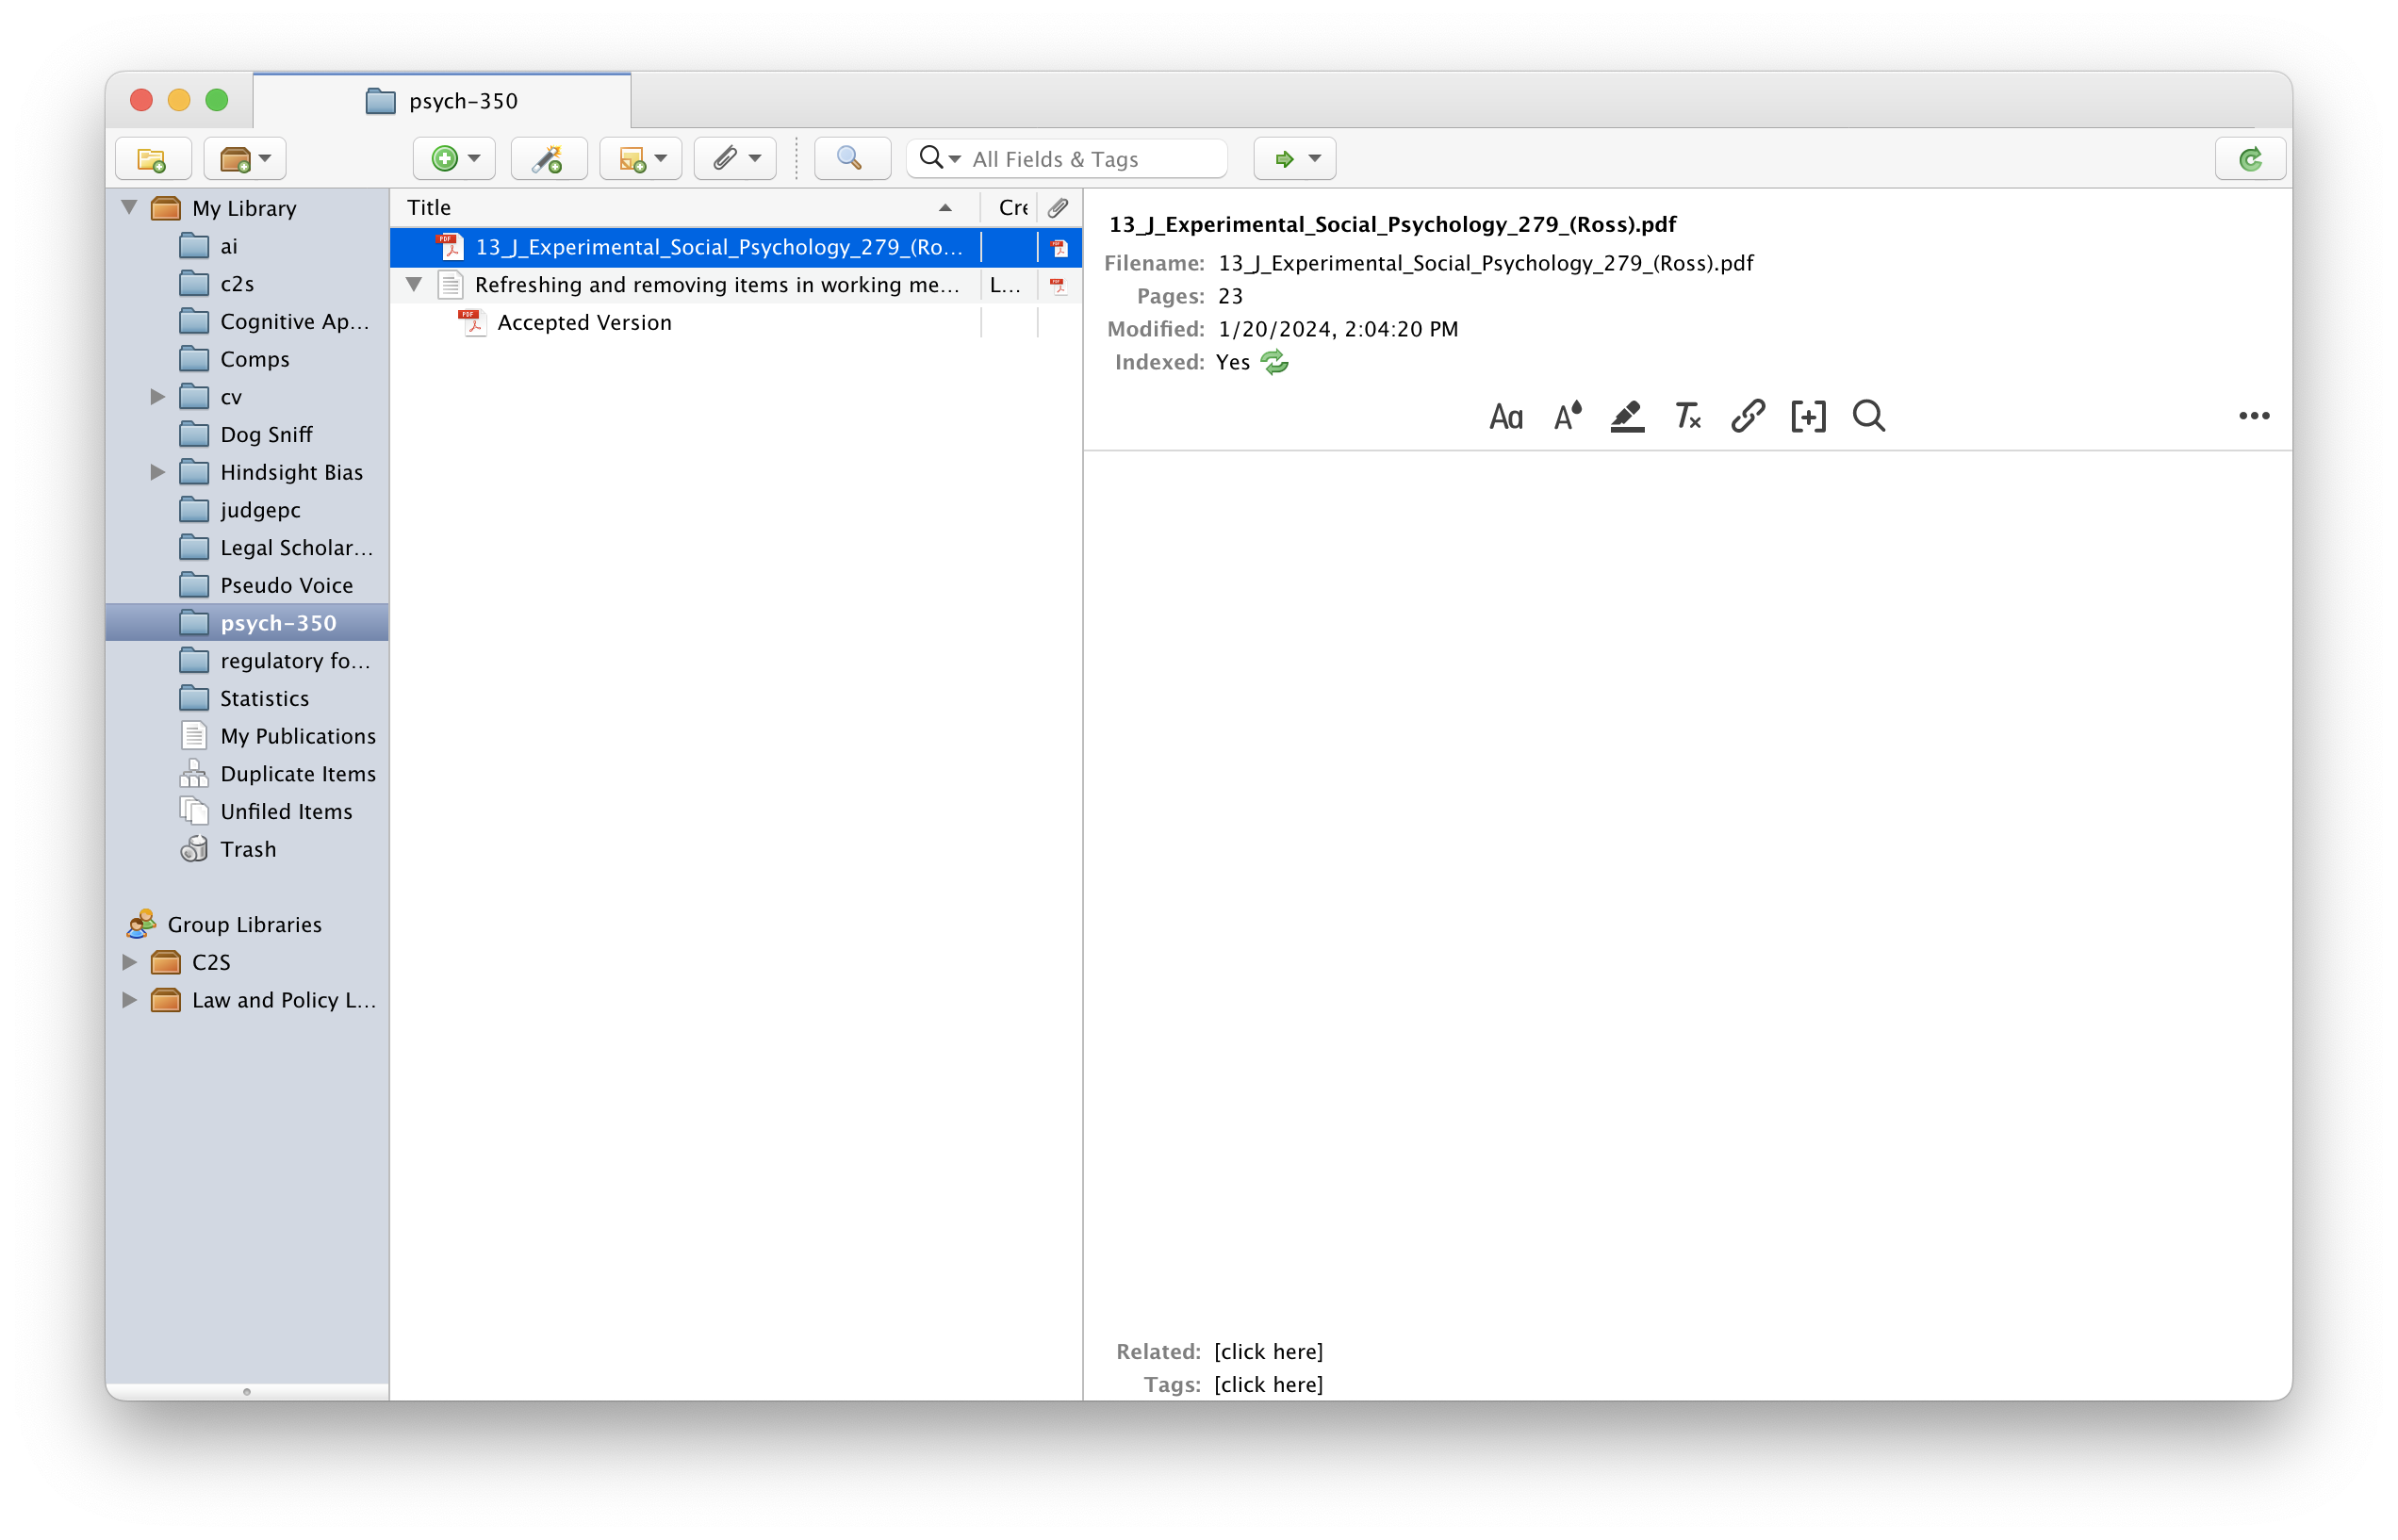 psych-350
All Fields & Tags
My Library
ai
c2s
Cognitive Ap...
Comps
cv
Dog Sniff
Hindsight Bias
judgepc
Legal Scholar...
Pseudo Voice
psych-350
regulatory fo...
Statistics
My Publications
Duplicate Items
Unfiled Items
Trash
Group Libraries
C2S
Law and Policy L...
Title Cre
13_J_Experimental_Social_Psychology_279_(Ro...
Refreshing and removing items in working me... L...
Accepted Version
13_J_Experimental_Social_Psychology_279_(Ross).pdf
Filename: 13_J_Experimental_Social_Psychology_279_(Ross).pdf
Pages: 23
Modified: 1/20/2024, 2:04:20 PM
Indexed: Yes
Related: [click here]
Tags: [click here]